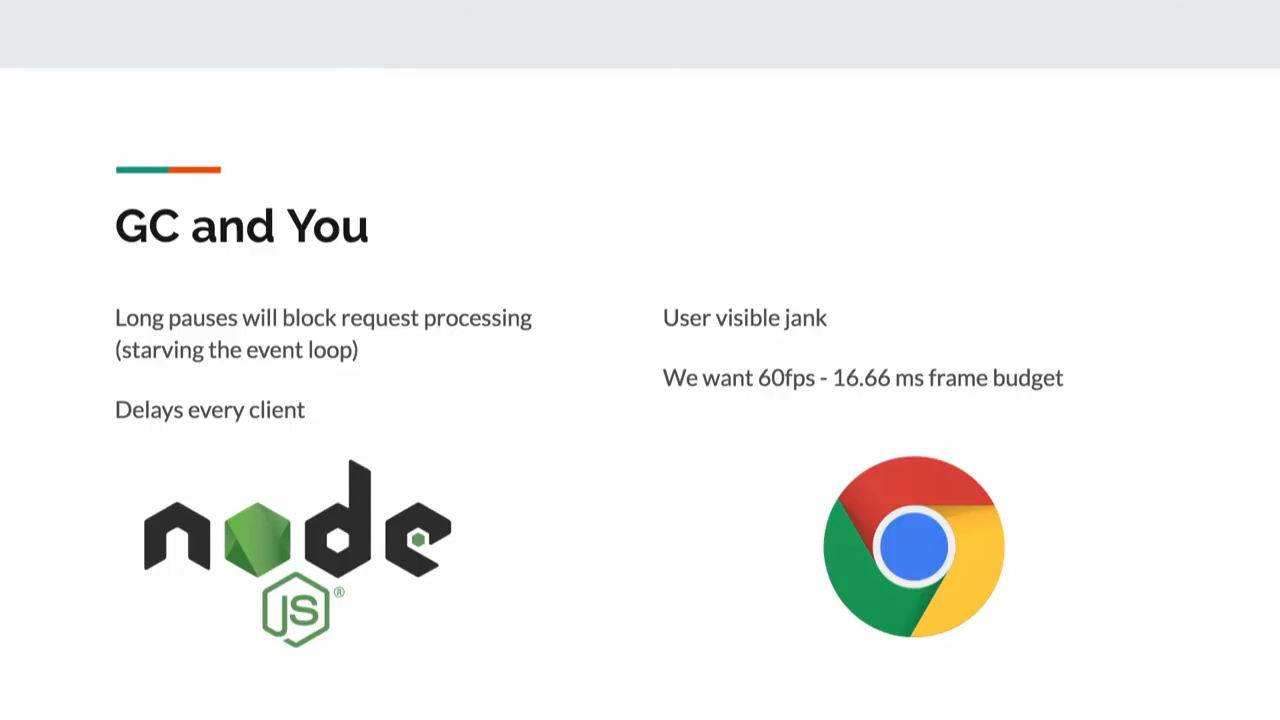 GC and You
Long pauses will block request processing
(starving the event loop)
Delays every client
User visible jank
We want 60fps - 16.66 ms frame budget
node
JS®